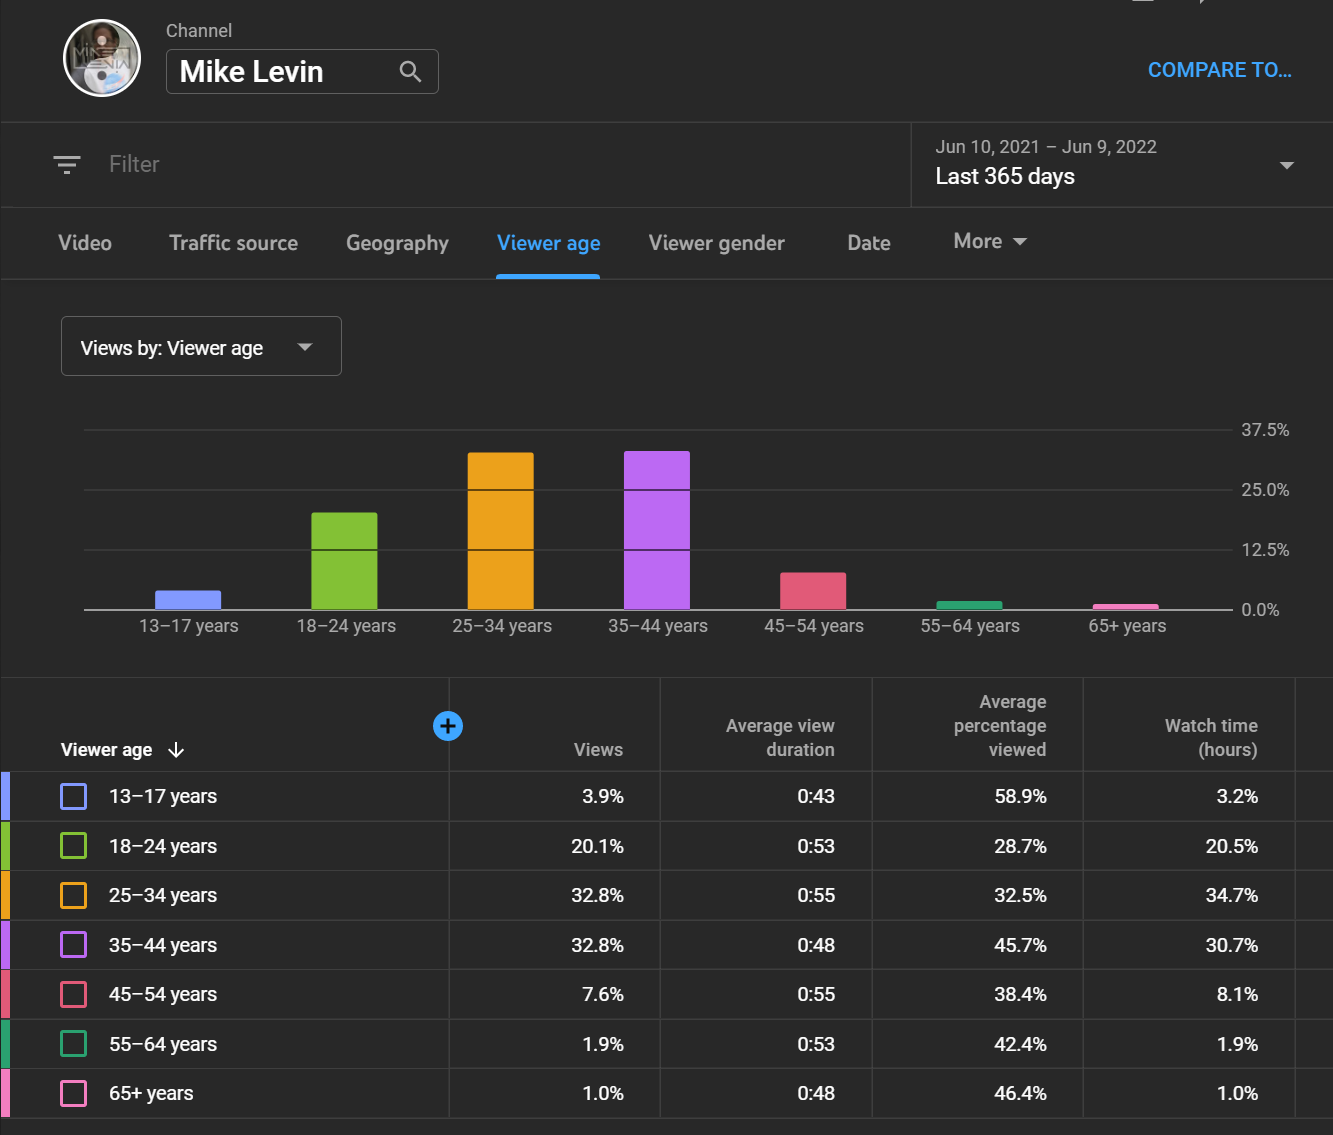 Channel
Mike Levin
COMPARE TO...
Filter
Jun 10, 2021 – Jun 9, 2022
Last 365 days
Video Traffic source Geography Viewer age Viewer gender Date More
Views by: Viewer age
37.5%
25.0%
12.5%
0.0%
13–17 years 18–24 years 25–34 years 35–44 years 45–54 years 55–64 years 65+ years
Viewer age Views Average view duration Average percentage viewed Watch time (hours)
13–17 years 3.9% 0:43 58.9% 3.2%
18–24 years 20.1% 0:53 28.7% 20.5%
25–34 years 32.8% 0:55 32.5% 34.7%
35–44 years 32.8% 0:48 45.7% 30.7%
45–54 years 7.6% 0:55 38.4% 8.1%
55–64 years 1.9% 0:53 42.4% 1.9%
65+ years 1.0% 0:48 46.4% 1.0%